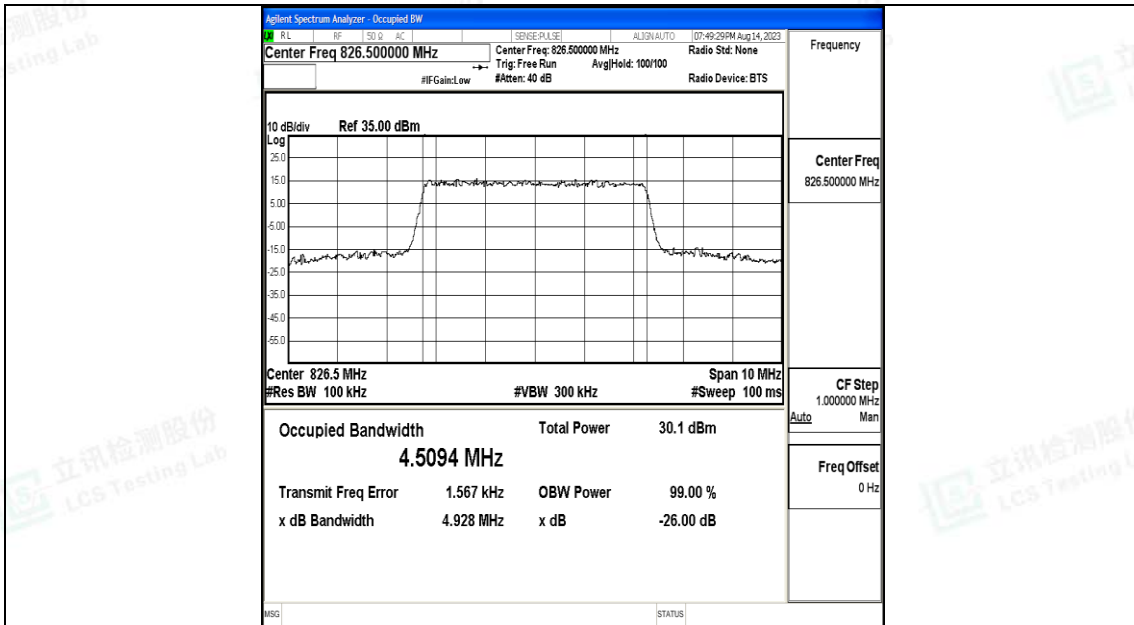 Agilent Spectrum Analyzer - Occupied BW
RL RF 50 Ω AC SENSE:PULSE ALIGN AUTO 07:49:29PM Aug 14, 2023
Center Freq 826.500000 MHz
Center Freq: 826.500000 MHz
Radio Std: None
Trig: Free Run Avg|Hold: 100/100
#IFGain:Low
#Atten: 40 dB
Radio Device: BTS
Frequency
10 dB/div Ref 35.00 dBm
Log
25.0
15.0
5.00
-5.00
-15.0
-25.0
-35.0
-45.0
-55.0
Center Freq
826.500000 MHz
Center 826.5 MHz
Span 10 MHz
#Res BW 100 kHz
#VBW 300 kHz
#Sweep 100 ms
CF Step
1.000000 MHz
Auto Man
Occupied Bandwidth
Total Power 30.1 dBm
4.5094 MHz
Transmit Freq Error 1.567 kHz
OBW Power 99.00 %
x dB Bandwidth 4.928 MHz
x dB -26.00 dB
Freq Offset
0 Hz
MSG
STATUS
立讯检测股份
LCS Testing Lab